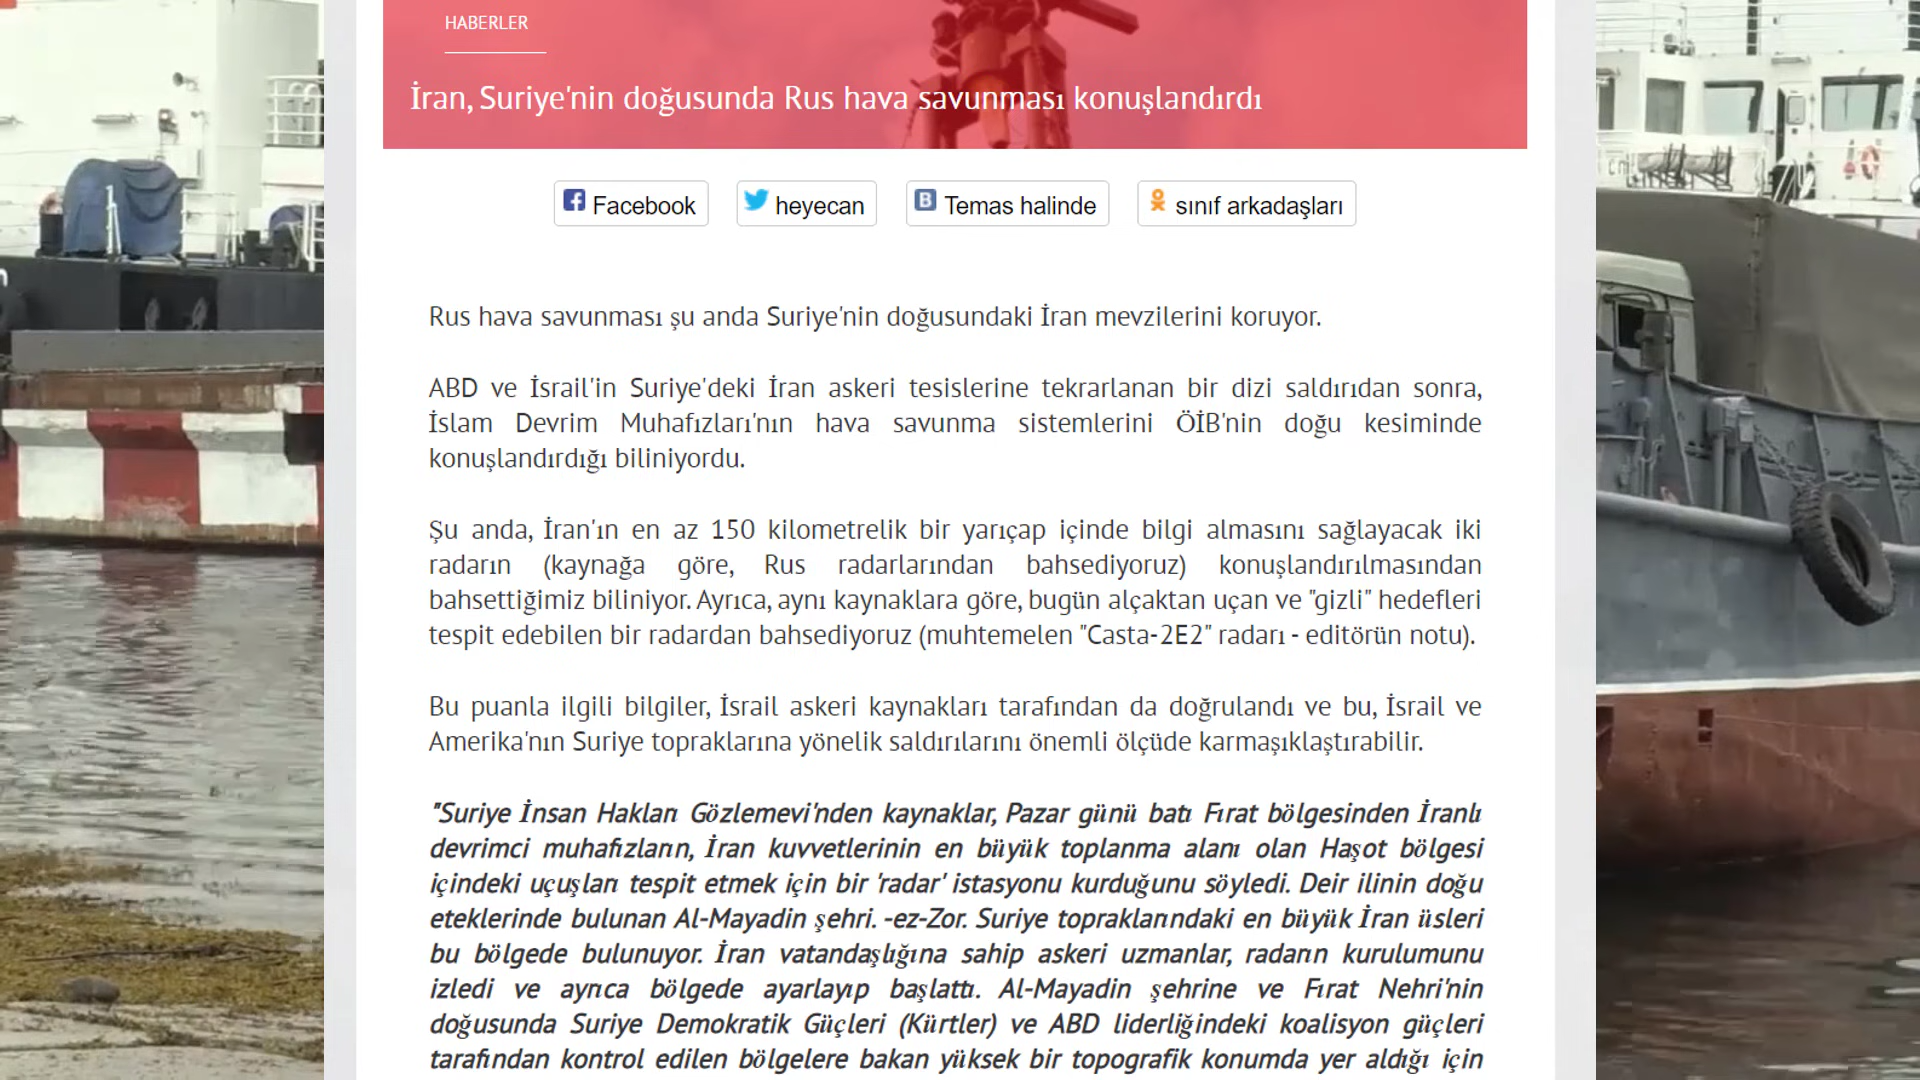 HABERLER
İran, Suriye'nin doğusunda Rus hava savunması konuşlandırdı
Facebook
heyecan
Temas halinde
sınıf arkadaşları
Rus hava savunması şu anda Suriye'nin doğusundaki İran mevzilerini koruyor.
ABD ve İsrail'in Suriye'deki İran askeri tesislerine tekrarlanan bir dizi saldırıdan sonra,
İslam Devrim Muhafızları'nın hava savunma sistemlerini ÖİB'nin doğu kesiminde
konuşlandırdığı biliniyordu.
Şu anda, İran'ın en az 150 kilometrelik bir yarıçap içinde bilgi almasını sağlayacak iki
radarın (kaynağa göre, Rus radarlarından bahsediyoruz) konuşlandırılmasından
bahsettiğimiz biliniyor. Ayrıca, aynı kaynaklara göre, bugün alçaktan uçan ve "gizli" hedefleri
tespit edebilen bir radardan bahsediyoruz (muhtemelen "Casta-2E2" radarı - editörün notu).
Bu puanla ilgili bilgiler, İsrail askeri kaynakları tarafından da doğrulandı ve bu, İsrail ve
Amerika'nın Suriye topraklarına yönelik saldırılarını önemli ölçüde karmaşıklaştırabilir.
"Suriye İnsan Hakları Gözlemevi'nden kaynaklar, Pazar günü batı Fırat bölgesinden İranlı
devrimci muhafızların, İran kuvvetlerinin en büyük toplanma alanı olan Haşot bölgesi
içindeki uçuşları tespit etmek için bir 'radar' istasyonu kurduğunu söyledi. Deir ilinin doğu
eteklerinde bulunan Al-Mayadin şehri. -ez-Zor. Suriye topraklarındaki en büyük İran üsleri
bu bölgede bulunuyor. İran vatandaşlığına sahip askeri uzmanlar, radarın kurulumunu
izledi ve ayrıca bölgede ayarlayıp başlattı. Al-Mayadin şehrine ve Fırat Nehri'nin
doğusunda Suriye Demokratik Güçleri (Kürtler) ve ABD liderliğindeki koalisyon güçleri
tarafından kontrol edilen bölgelere bakan yüksek bir topografik konumda yer aldığı için